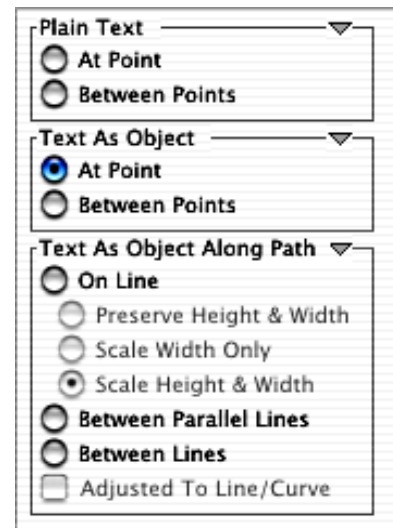 Plain Text
At Point
Between Points
Text As Object
At Point
Between Points
Text As Object Along Path
On Line
Preserve Height & Width
Scale Width Only
Scale Height & Width
Between Parallel Lines
Between Lines
Adjusted To Line/Curve